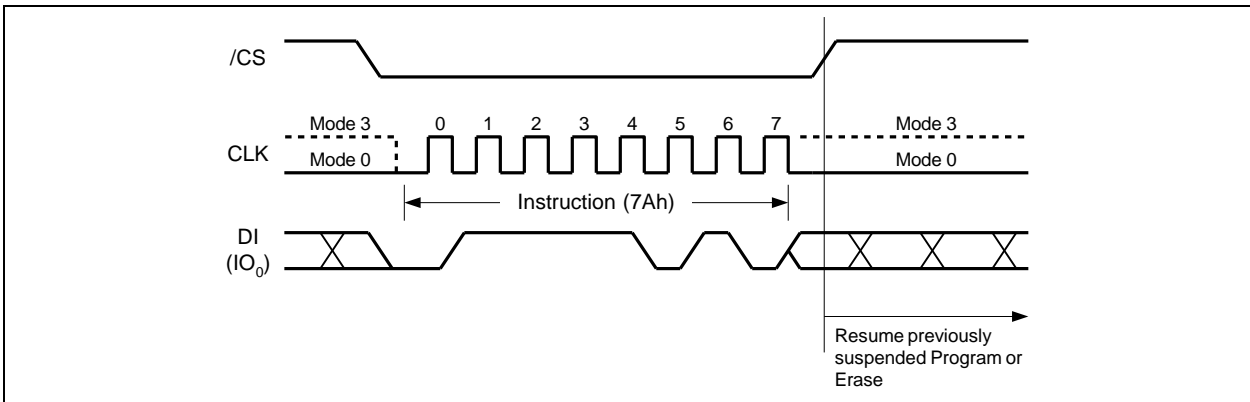 /CS
Mode 3 0 1 2 3 4 5 6 7 Mode 3
CLK
Mode 0 Mode 0
Instruction (7Ah)
DI
(IO₀)
Resume previously
suspended Program or
Erase